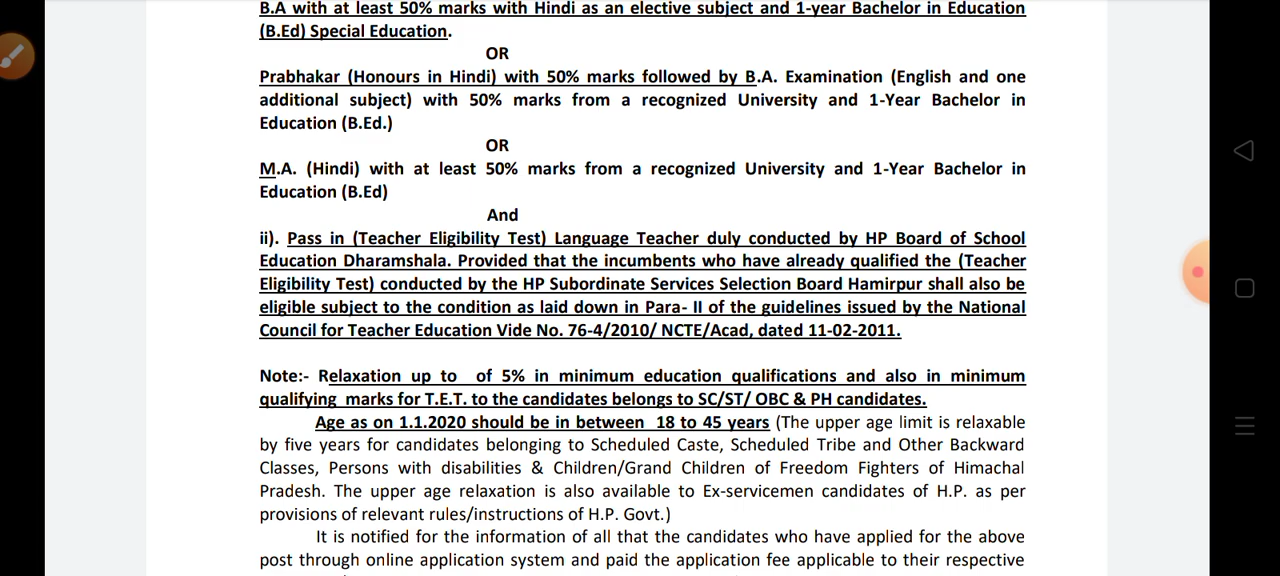 B.A with at least 50% marks with Hindi as an elective subject and 1-year Bachelor in Education
(B.Ed) Special Education.
OR
Prabhakar (Honours in Hindi) with 50% marks followed by B.A. Examination (English and one
additional subject) with 50% marks from a recognized University and 1-Year Bachelor in
Education (B.Ed.)
OR
M.A. (Hindi) with at least 50% marks from a recognized University and 1-Year Bachelor in
Education (B.Ed)
And
ii). Pass in (Teacher Eligibility Test) Language Teacher duly conducted by HP Board of School
Education Dharamshala. Provided that the incumbents who have already qualified the (Teacher
Eligibility Test) conducted by the HP Subordinate Services Selection Board Hamirpur shall also be
eligible subject to the condition as laid down in Para- II of the guidelines issued by the National
Council for Teacher Education Vide No. 76-4/2010/ NCTE/Acad, dated 11-02-2011.
Note:- Relaxation up to of 5% in minimum education qualifications and also in minimum
qualifying marks for T.E.T. to the candidates belongs to SC/ST/ OBC & PH candidates.
Age as on 1.1.2020 should be in between 18 to 45 years (The upper age limit is relaxable
by five years for candidates belonging to Scheduled Caste, Scheduled Tribe and Other Backward
Classes, Persons with disabilities & Children/Grand Children of Freedom Fighters of Himachal
Pradesh. The upper age relaxation is also available to Ex-servicemen candidates of H.P. as per
provisions of relevant rules/instructions of H.P. Govt.)
It is notified for the information of all that the candidates who have applied for the above
post through online application system and paid the application fee applicable to their respective